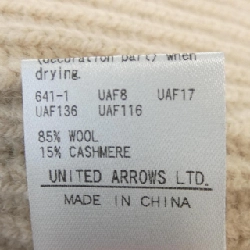 (decoration part) when
drying.
641-1 UAF8 UAF17
UAF136 UAF116
85% WOOL
15% CASHMERE
UNITED ARROWS LTD.
MADE IN CHINA